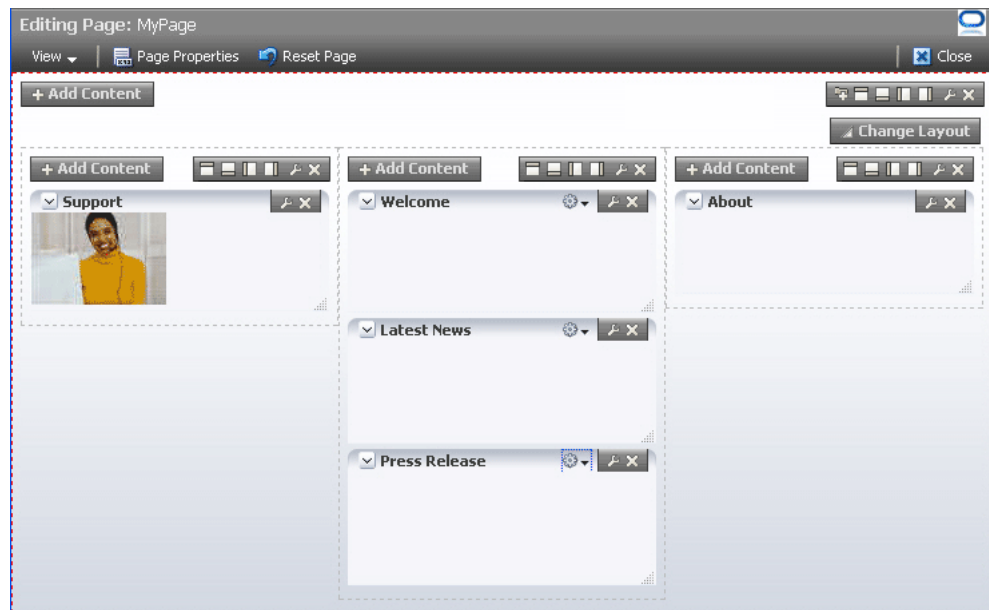 Editing Page: MyPage
View Page Properties Reset Page Close
+ Add Content
Change Layout
+ Add Content + Add Content + Add Content
Support Welcome About
Latest News
Press Release